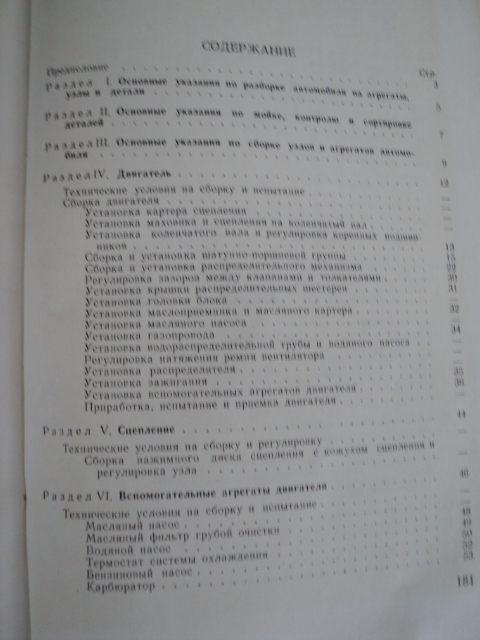 СОДЕРЖАНИЕ
Стр.
Предисловие 3
Раздел I. Основные указания по разборке автомобиля на агрегаты,
узлы и детали
Раздел II. Основные указания по мойке, контролю и сортировке
деталей 7
Раздел III. Основные указания по сборке узлов и агрегатов автомо-
биля 9
Раздел IV. Двигатель 12
Технические условия на сборку и испытание —
Сборка двигателя —
Установка картера сцепления —
Установка маховика и сцепления на коленчатый вал —
Установка коленчатого вала и регулировка коренных подшип-
ников 13
Сборка и установка шатунно-поршневой группы 15
Сборка и установка распределительного механизма 22
Регулировка зазоров между клапанами и толкателями 30
Установка крышки распределительных шестерен 31
Установка головки блока —
Установка маслоприемника и масляного картера 32
Установка масляного насоса —
Установка газопровода 34
Установка водораспределительной трубы и водяного насоса —
Регулировка натяжения ремня вентилятора
Установка распределителя 35
Установка зажигания 36
Установка вспомогательных агрегатов двигателя —
Приработка, испытание и приемка двигателя
Раздел V. Сцепление 44
Технические условия на сборку и регулировку —
Сборка нажимного диска сцепления с кожухом сцепления и
регулировка узла —
Раздел VI. Вспомогательные агрегаты двигателя 46
Технические условия на сборку и испытание —
Масляный насос —
Масляный фильтр грубой очистки 48
Водяной насос 49
Термостат системы охлаждения 50
Бензиновый насос 52
Карбюратор 53
181